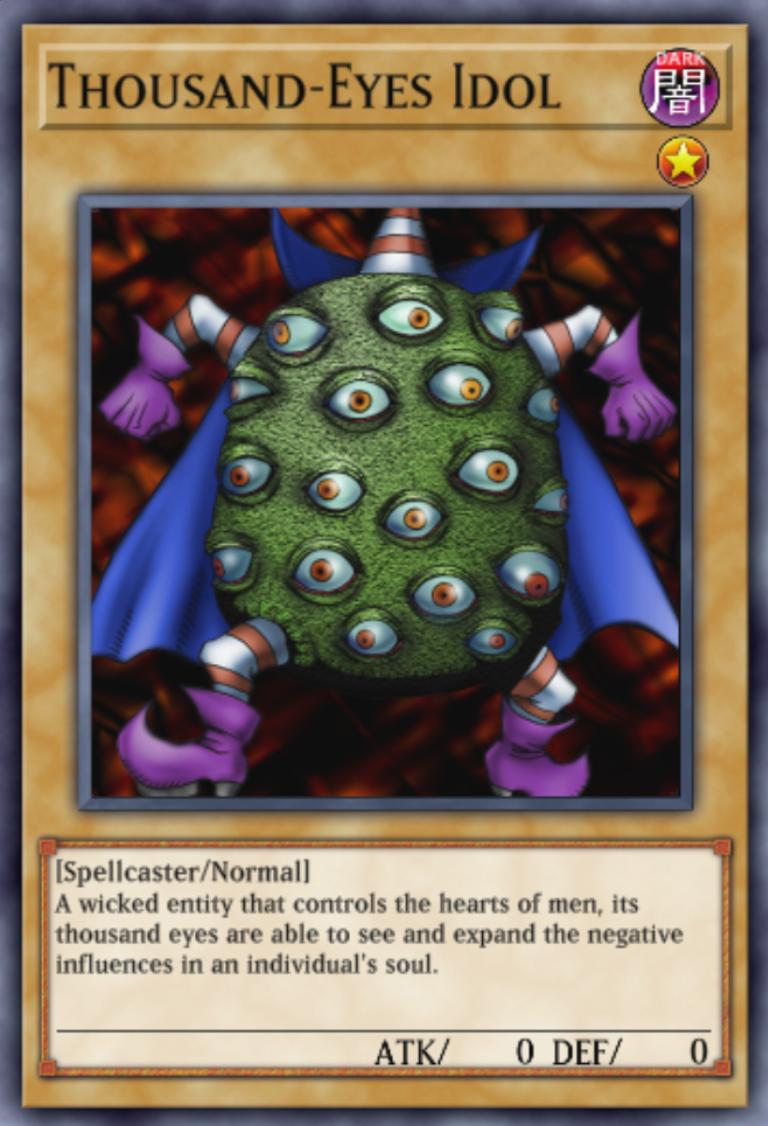 THOUSAND-EYES IDOL
DARK
闇
[Spellcaster/Normal]
A wicked entity that controls the hearts of men, its
thousand eyes are able to see and expand the negative
influences in an individual's soul.
ATK/ 0 DEF/ 0